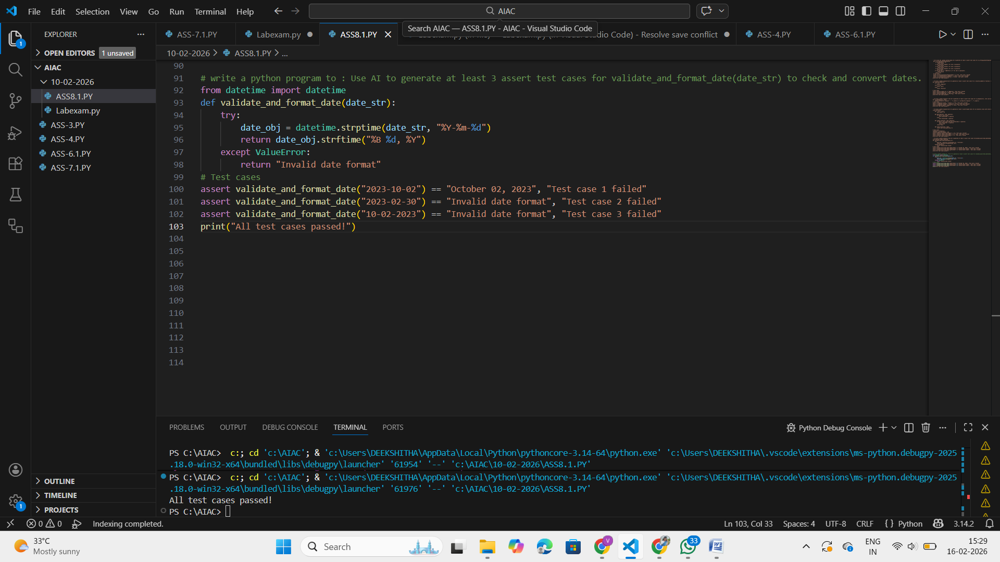 File Edit Selection View Go Run Terminal Help
AIAC
Search AIAC — ASS8.1.PY - AIAC - Visual Studio Code
EXPLORER
ASS-7.1.PY
Labexam.py
ASS8.1.PY
dio Code) - Resolve save conflict
ASS-4.PY
ASS-6.1.PY
OPEN EDITORS 1 unsaved
AIAC
10-02-2026
ASS8.1.PY
Labexam.py
ASS-3.PY
ASS-4.PY
ASS-6.1.PY
ASS-7.1.PY
OUTLINE
TIMELINE
PROJECTS
1
1
10-02-2026 > ASS8.1.PY > ...
90
91 # write a python program to : Use AI to generate at least 3 assert test cases for validate_and_format_date(date_str) to check and convert dates.
92 from datetime import datetime
93 def validate_and_format_date(date_str):
94 try:
95 date_obj = datetime.strptime(date_str, "%Y-%m-%d")
96 return date_obj.strftime("%B %d, %Y")
97 except ValueError:
98 return "Invalid date format"
99 # Test cases
100 assert validate_and_format_date("2023-10-02") == "October 02, 2023", "Test case 1 failed"
101 assert validate_and_format_date("2023-02-30") == "Invalid date format", "Test case 2 failed"
102 assert validate_and_format_date("10-02-2023") == "Invalid date format", "Test case 3 failed"
103 print("All test cases passed!")
104
105
106
107
108
109
110
111
112
113
114
PROBLEMS OUTPUT DEBUG CONSOLE TERMINAL PORTS
Python Debug Console
PS C:\AIAC> c:; cd 'c:\AIAC'; & 'c:\Users\DEEKSHITHA\AppData\Local\Python\pythoncore-3.14-64\python.exe' 'c:\Users\DEEKSHITHA\.vscode\extensions\ms-python.debugpy-2025
.18.0-win32-x64\bundled\libs\debugpy\launcher' '61954' '--' 'c:\AIAC\10-02-2026\ASS8.1.PY'
PS C:\AIAC> c:; cd 'c:\AIAC'; & 'c:\Users\DEEKSHITHA\AppData\Local\Python\pythoncore-3.14-64\python.exe' 'c:\Users\DEEKSHITHA\.vscode\extensions\ms-python.debugpy-2025
.18.0-win32-x64\bundled\libs\debugpy\launcher' '61976' '--' 'c:\AIAC\10-02-2026\ASS8.1.PY'
All test cases passed!
PS C:\AIAC>
0 0 Indexing completed.
Ln 103, Col 33 Spaces: 4 UTF-8 CRLF { } Python 3.14.2
33°C
Mostly sunny
Search
V
33
ENG
IN
15:29
16-02-2026